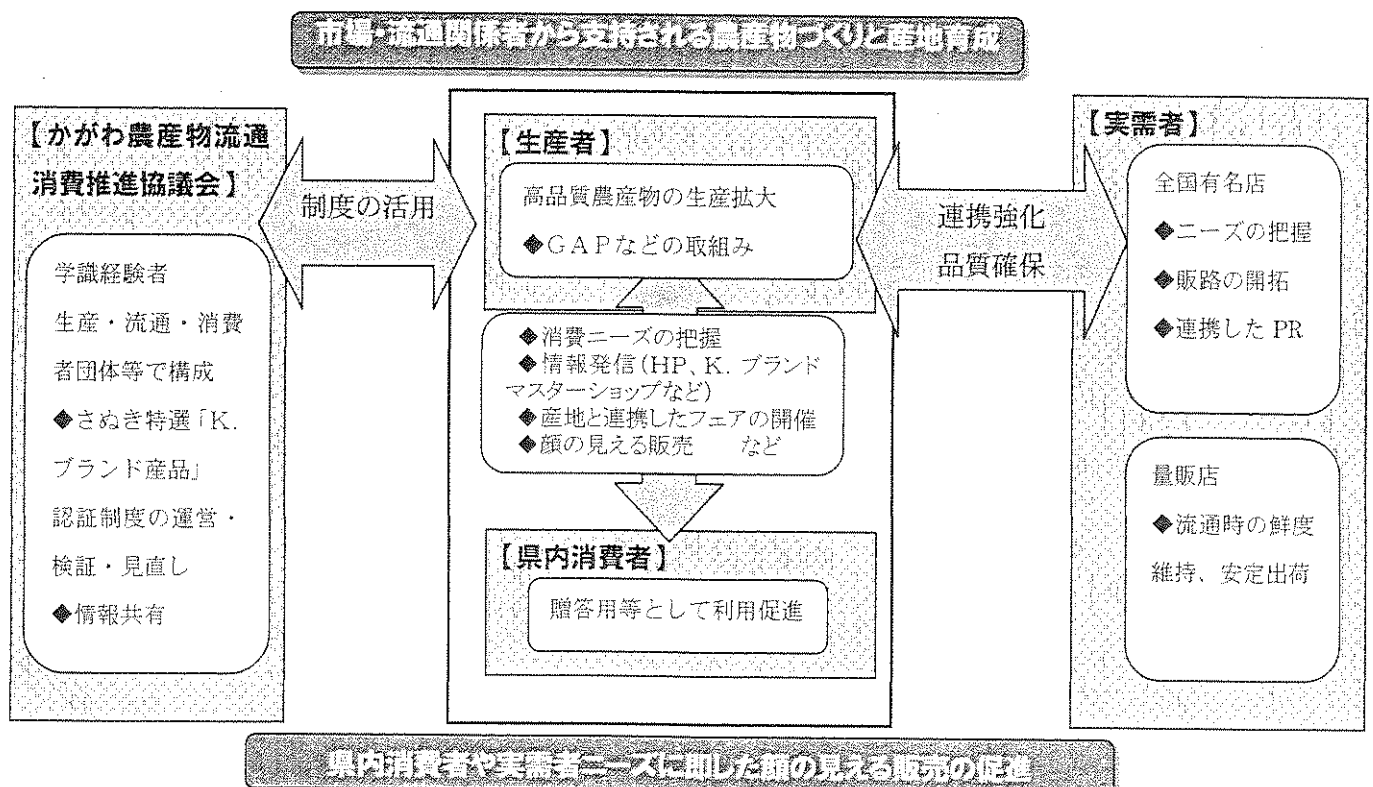 市場・流通関係者から支持される農産物づくりと産地育成
【かがわ農産物流通
消費推進協議会】
学識経験者
生産・流通・消費
者団体等で構成
◆さぬき特選「K.
ブランド産品」
認証制度の運営・
検証・見直し
◆情報共有
制度の活用
【生産者】
高品質農産物の生産拡大
◆GAPなどの取組み
◆消費ニーズの把握
◆情報発信(HP、K. ブランド
マスターショップなど)
◆産地と連携したフェアの開催
◆顔の見える販売 など
【県内消費者】
贈答用等として利用促進
連携強化
品質確保
【実需者】
全国有名店
◆ニーズの把握
◆販路の開拓
◆連携した PR
量販店
◆流通時の鮮度
維持、安定出荷
県内消費者や実需者ニーズに即した顔の見える販売の促進